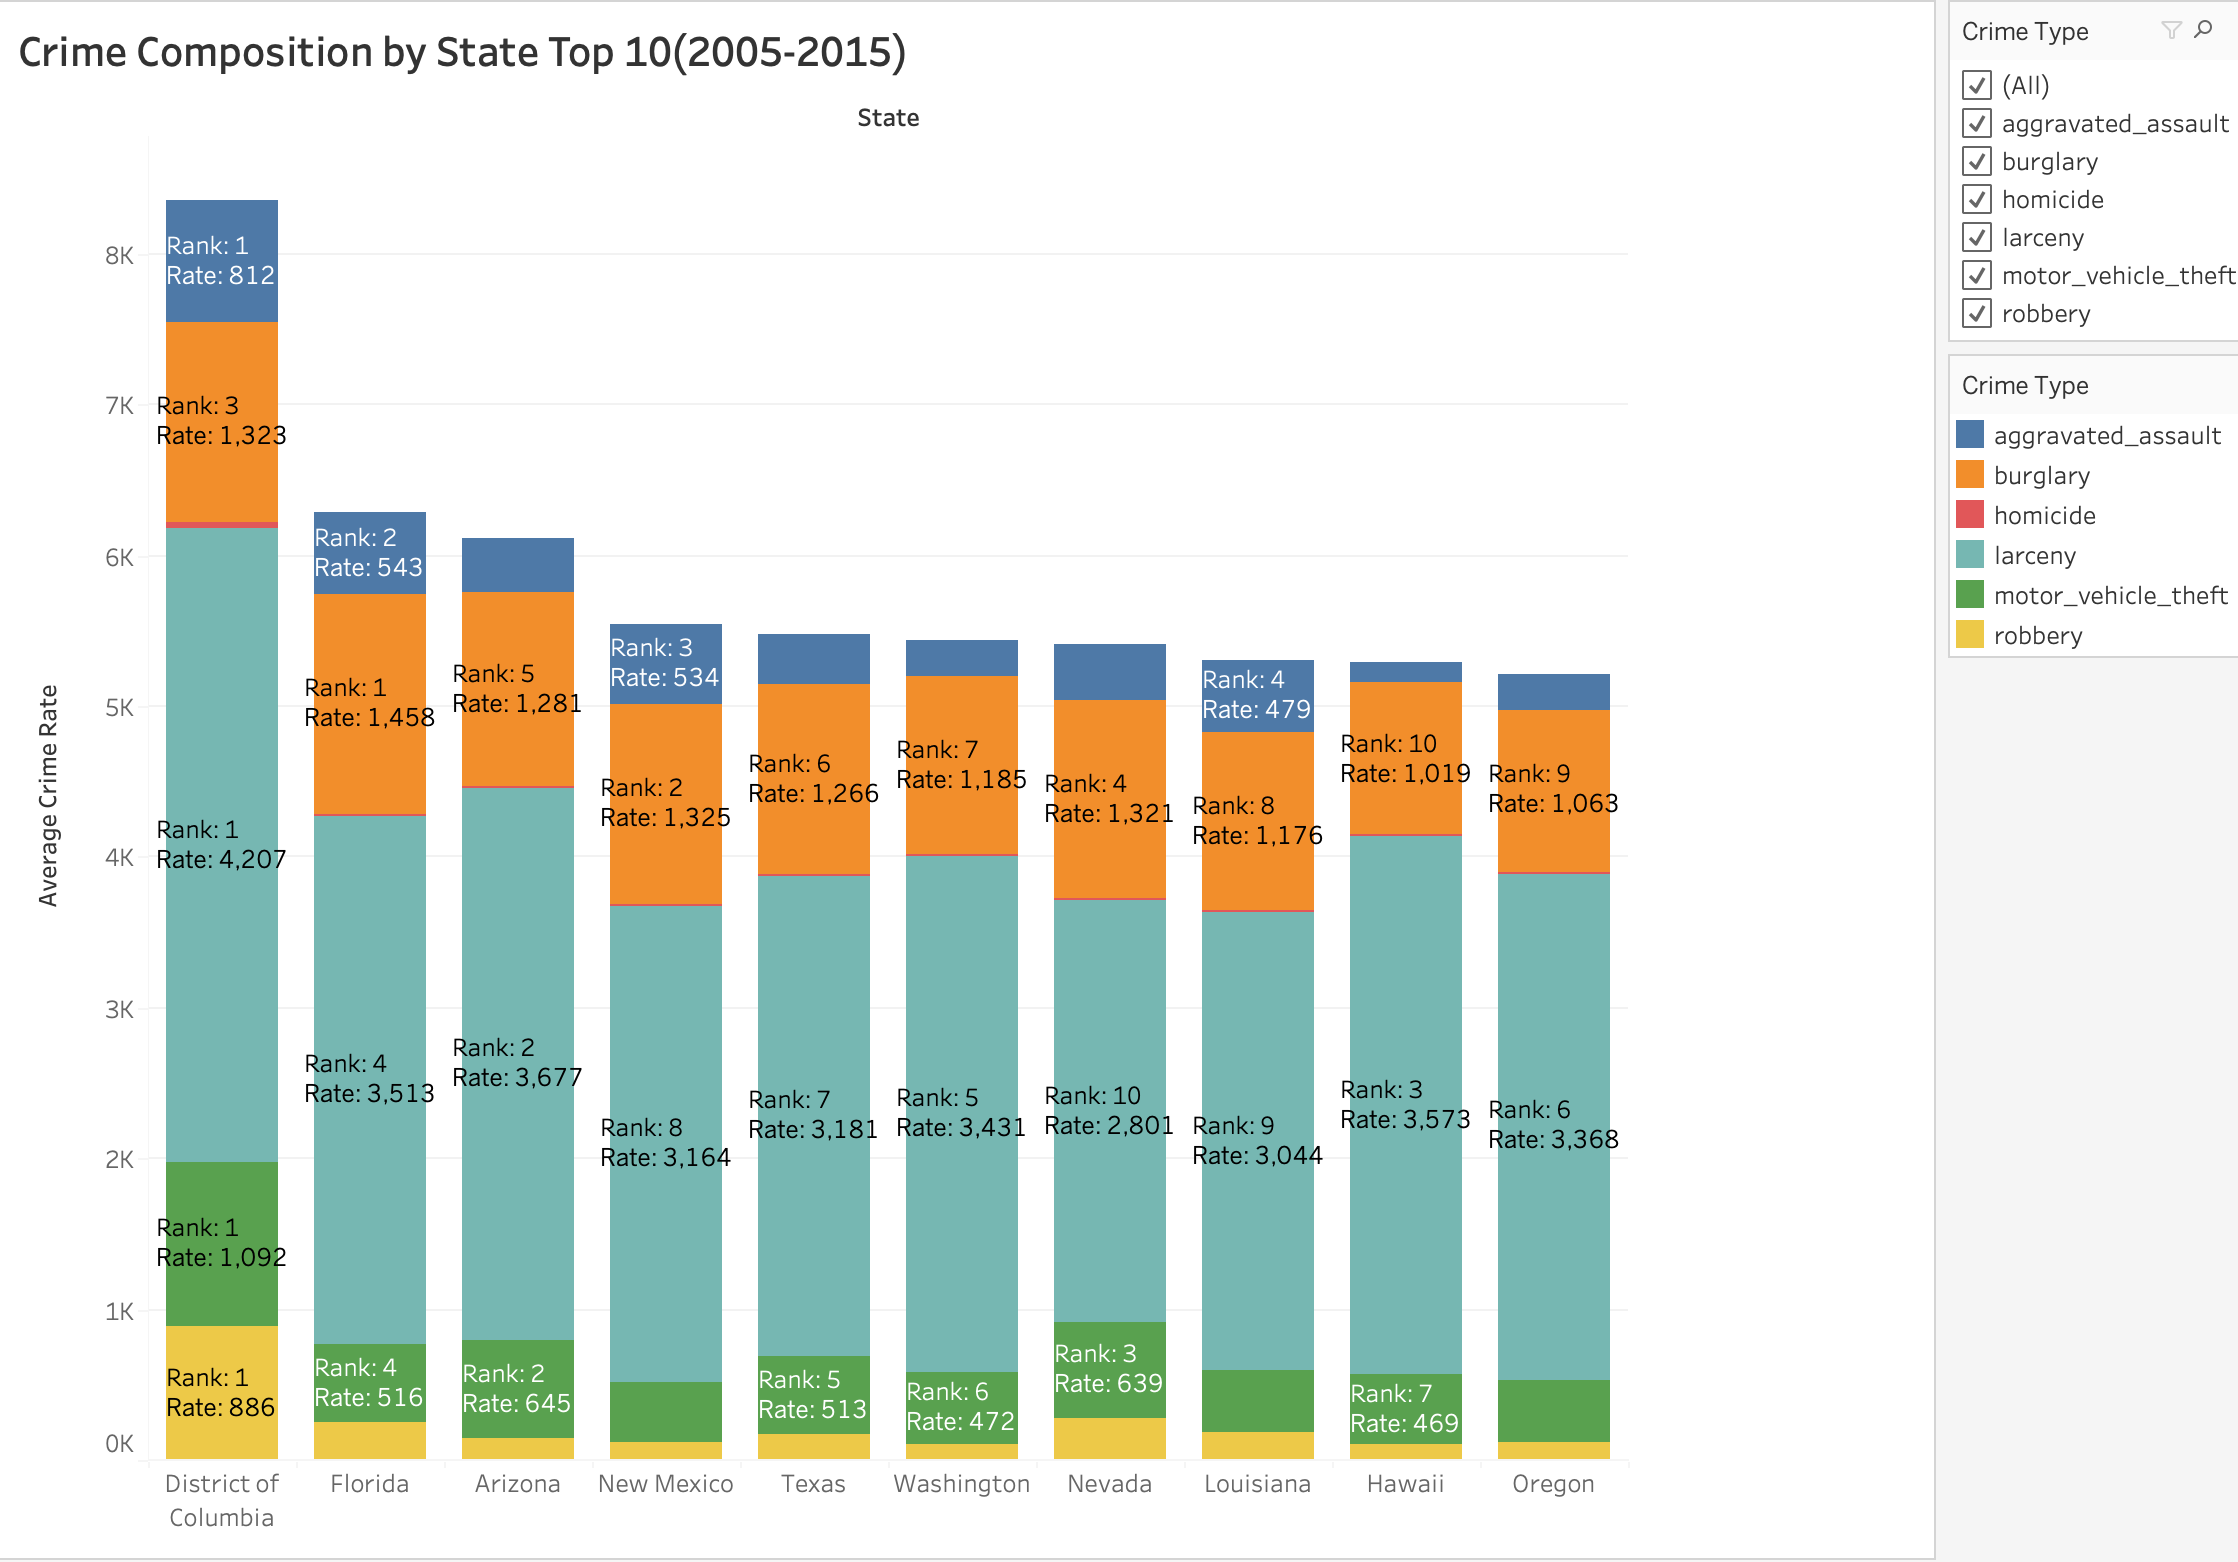 Crime Composition by State Top 10(2005-2015)
State
Average Crime Rate
8K
7K
6K
5K
4K
3K
2K
1K
0K
Rank: 1
Rate: 812
Rank: 3
Rate: 1,323
Rank: 1
Rate: 4,207
Rank: 1
Rate: 1,092
Rank: 1
Rate: 886
Rank: 2
Rate: 543
Rank: 1
Rate: 1,458
Rank: 4
Rate: 3,513
Rank: 4
Rate: 516
Rank: 5
Rate: 1,281
Rank: 2
Rate: 3,677
Rank: 2
Rate: 645
Rank: 3
Rate: 534
Rank: 2
Rate: 1,325
Rank: 8
Rate: 3,164
Rank: 6
Rate: 1,266
Rank: 7
Rate: 3,181
Rank: 5
Rate: 513
Rank: 7
Rate: 1,185
Rank: 5
Rate: 3,431
Rank: 6
Rate: 472
Rank: 4
Rate: 1,321
Rank: 10
Rate: 2,801
Rank: 3
Rate: 639
Rank: 4
Rate: 479
Rank: 8
Rate: 1,176
Rank: 9
Rate: 3,044
Rank: 10
Rate: 1,019
Rank: 3
Rate: 3,573
Rank: 7
Rate: 469
Rank: 9
Rate: 1,063
Rank: 6
Rate: 3,368
District of
Columbia
Florida
Arizona
New Mexico
Texas
Washington
Nevada
Louisiana
Hawaii
Oregon
Crime Type
(All)
aggravated_assault
burglary
homicide
larceny
motor_vehicle_theft
robbery
Crime Type
aggravated_assault
burglary
homicide
larceny
motor_vehicle_theft
robbery